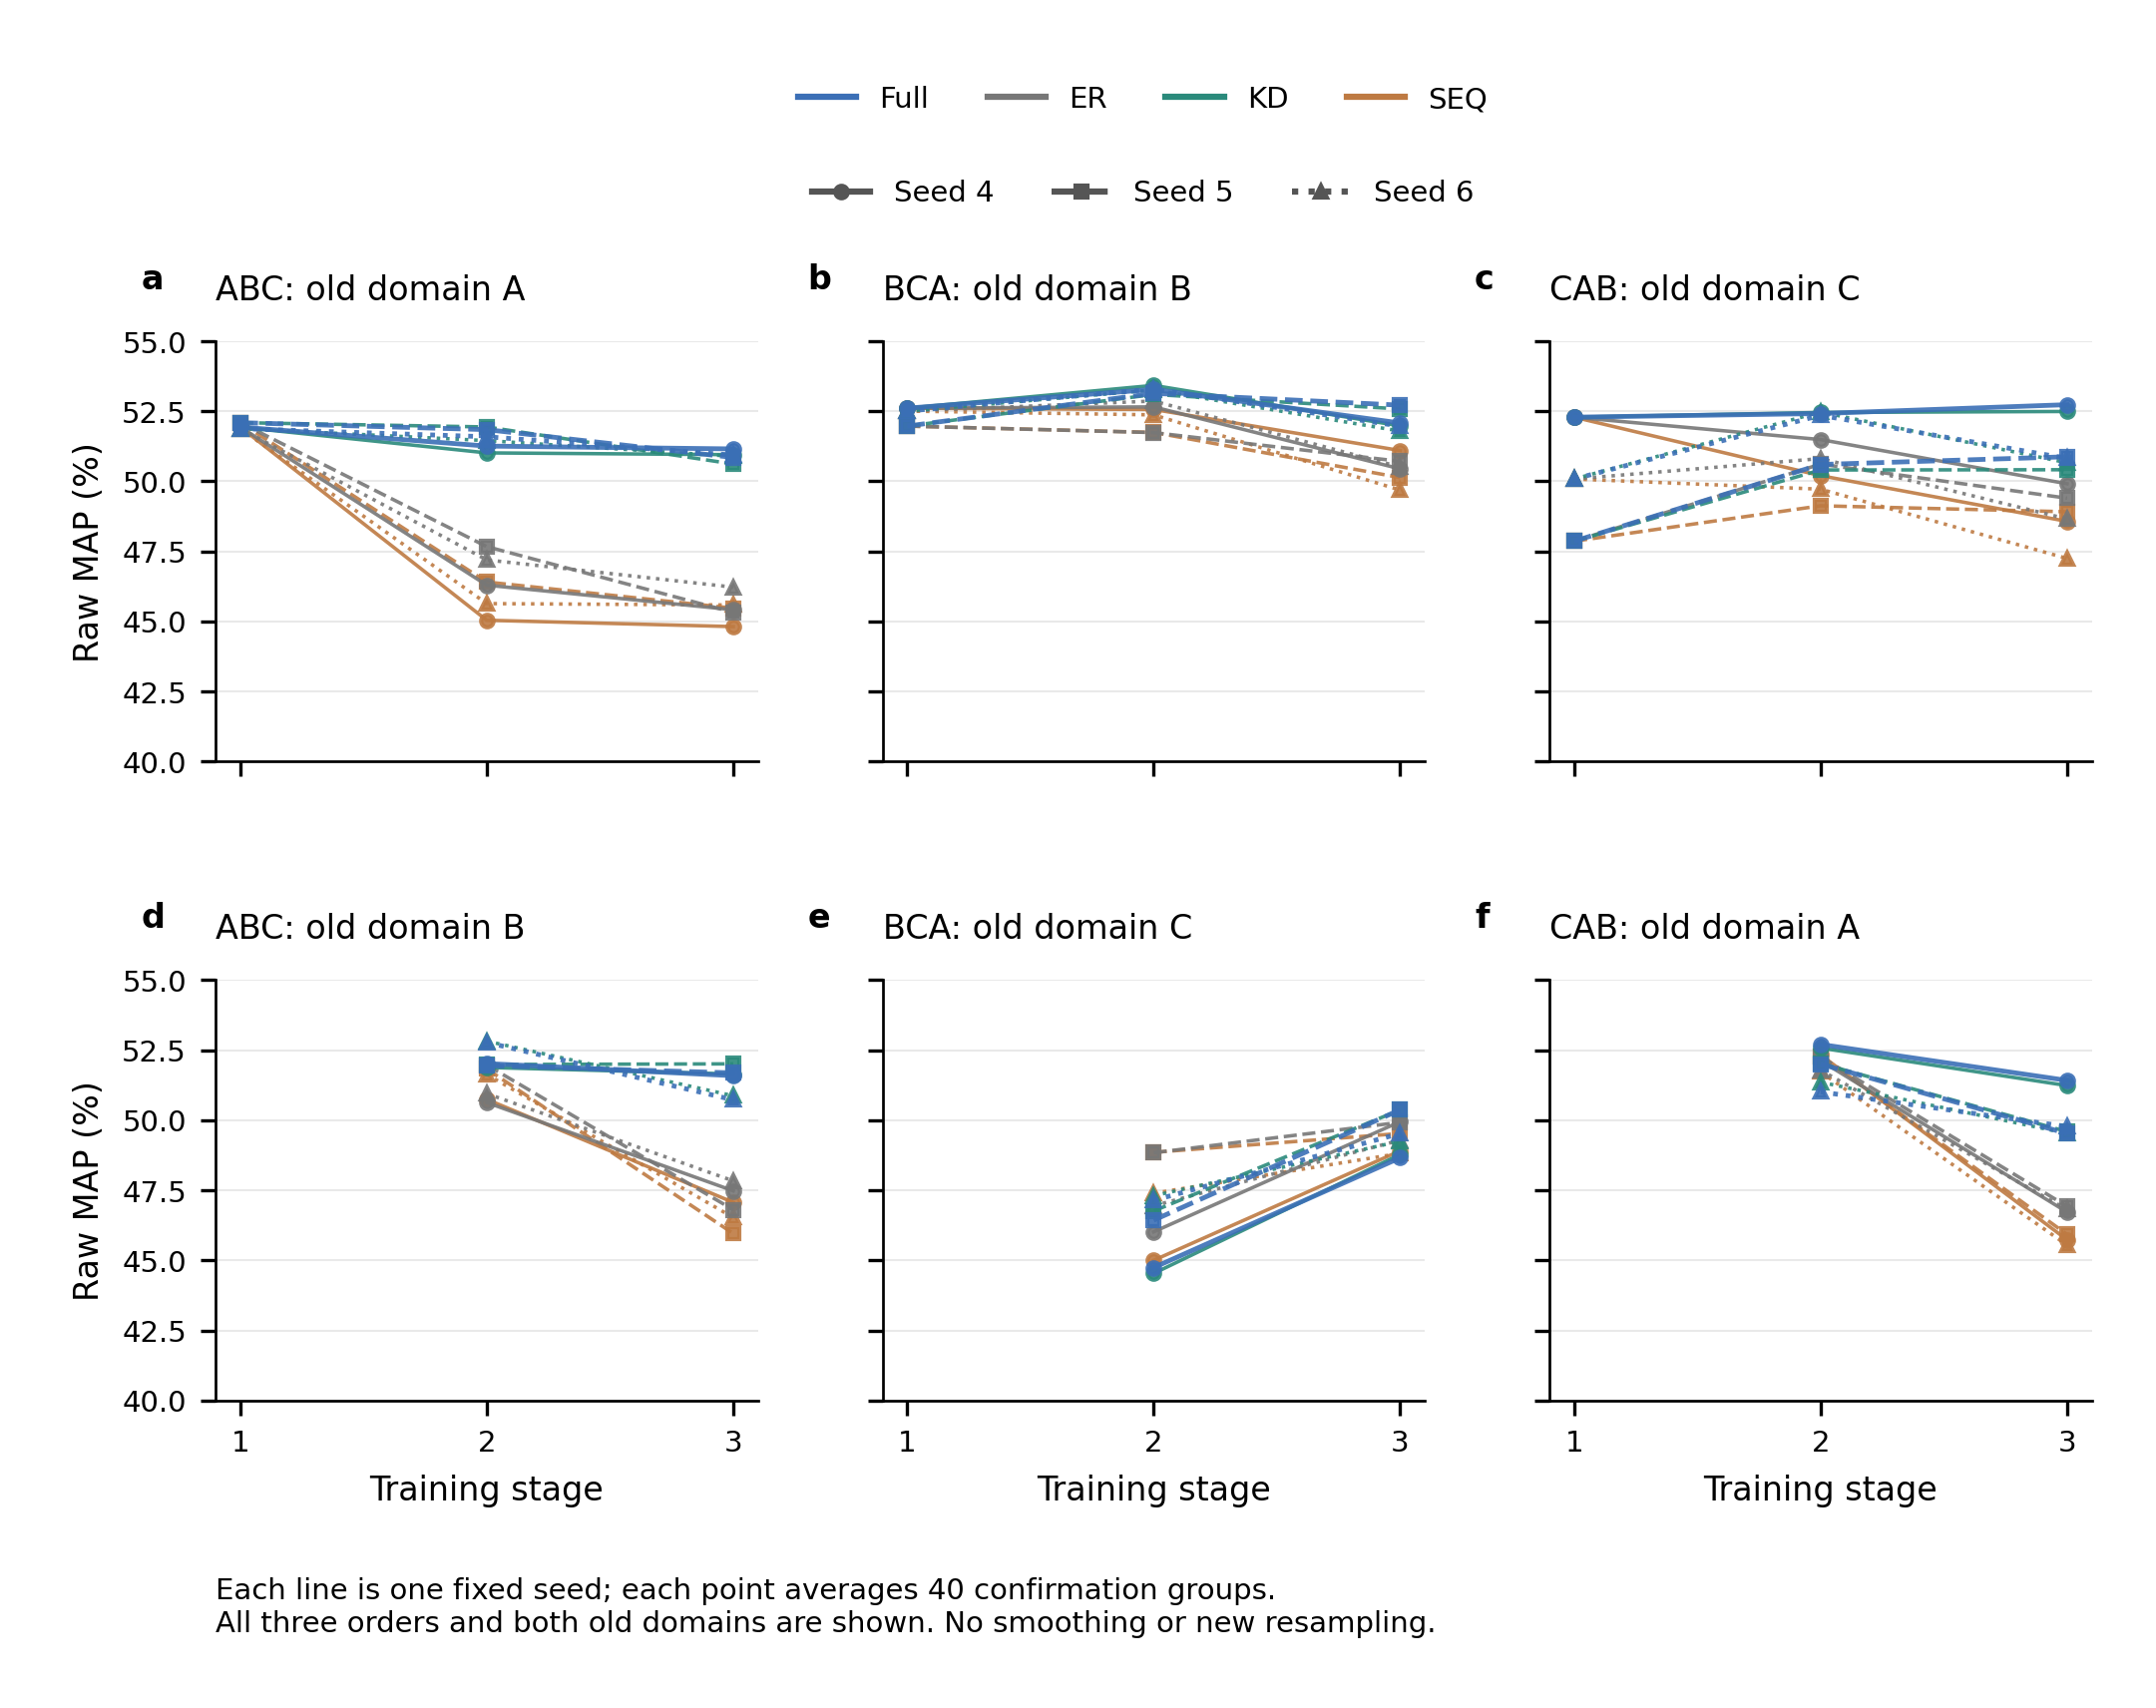 Full ER KD SEQ
Seed 4 Seed 5 Seed 6
a ABC: old domain A
b BCA: old domain B
c CAB: old domain C
Raw MAP (%)
55.0
52.5
50.0
47.5
45.0
42.5
40.0
d ABC: old domain B
e BCA: old domain C
f CAB: old domain A
Raw MAP (%)
55.0
52.5
50.0
47.5
45.0
42.5
40.0
1 2 3
1 2 3
1 2 3
Training stage
Training stage
Training stage
Each line is one fixed seed; each point averages 40 confirmation groups.
All three orders and both old domains are shown. No smoothing or new resampling.